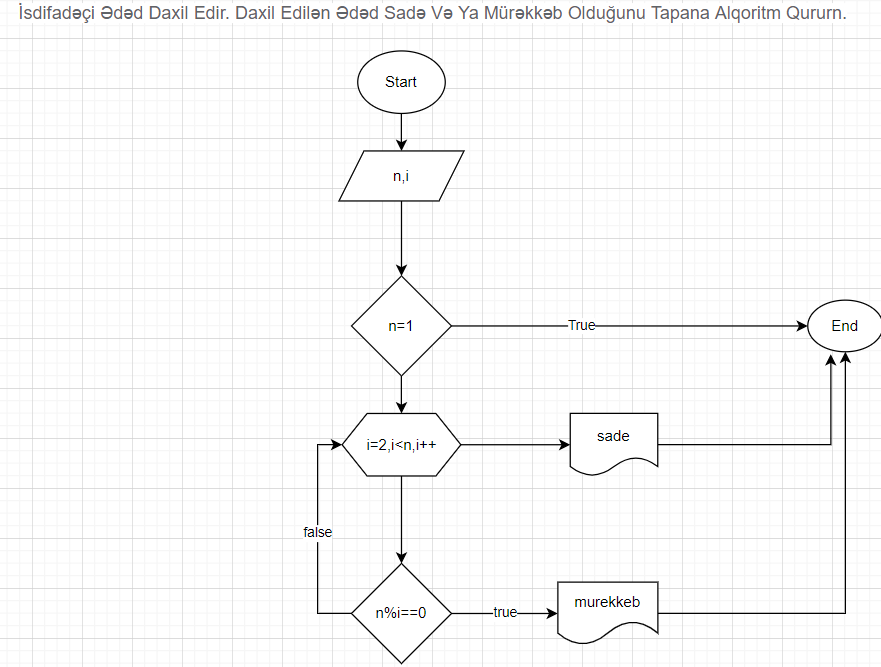 İsdifadəçi Ədəd Daxil Edir. Daxil Edilən Ədəd Sadə Və Ya Mürəkkəb Olduğunu Tapana Alqoritm Qururn.
Start
n,i
n=1
True
End
i=2,i<n,i++
sade
false
n%i==0
true
murekkeb